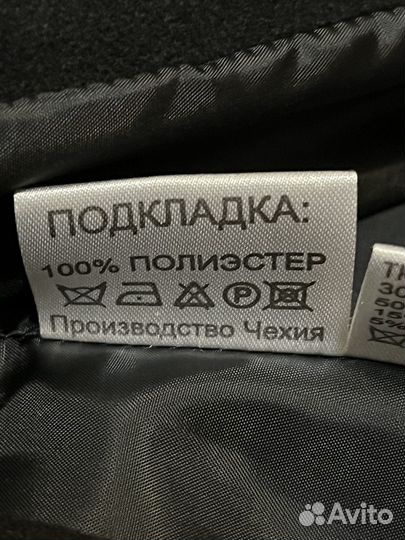 ПОДКЛАДКА:
100% ПОЛИЭСТЕР
P
Производство Чехия
Avito